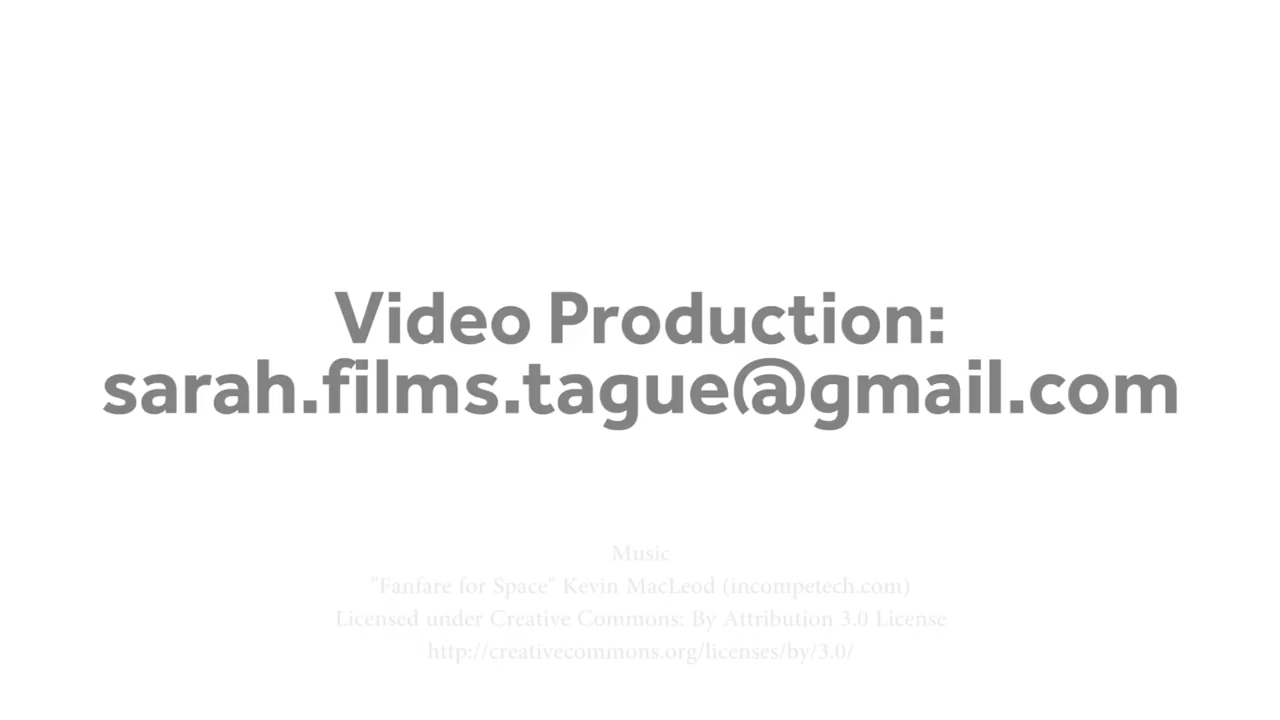 Video Production:
sarah.films.tague@gmail.com
Music
"Fanfare for Space" Kevin MacLeod (incompetech.com)
Licensed under Creative Commons: By Attribution 3.0 License
http://creativecommons.org/licenses/by/3.0/